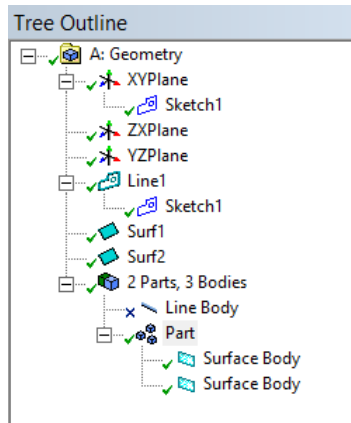 Tree Outline
A: Geometry
XYPlane
Sketch1
ZXPlane
YZPlane
Line1
Sketch1
Surf1
Surf2
2 Parts, 3 Bodies
Line Body
Part
Surface Body
Surface Body